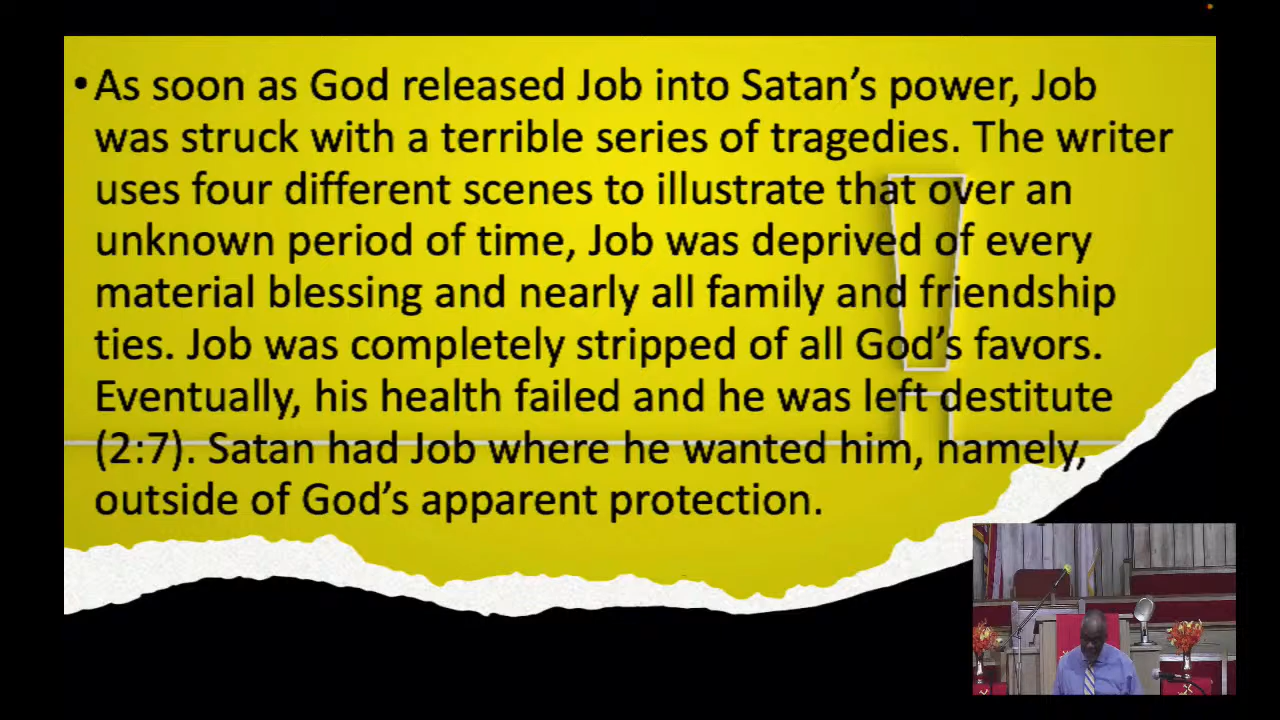 •As soon as God released Job into Satan’s power, Job
was struck with a terrible series of tragedies. The writer
uses four different scenes to illustrate that over an
unknown period of time, Job was deprived of every
material blessing and nearly all family and friendship
ties. Job was completely stripped of all God’s favors.
Eventually, his health failed and he was left destitute
(2:7). Satan had Job where he wanted him, namely,
outside of God’s apparent protection.